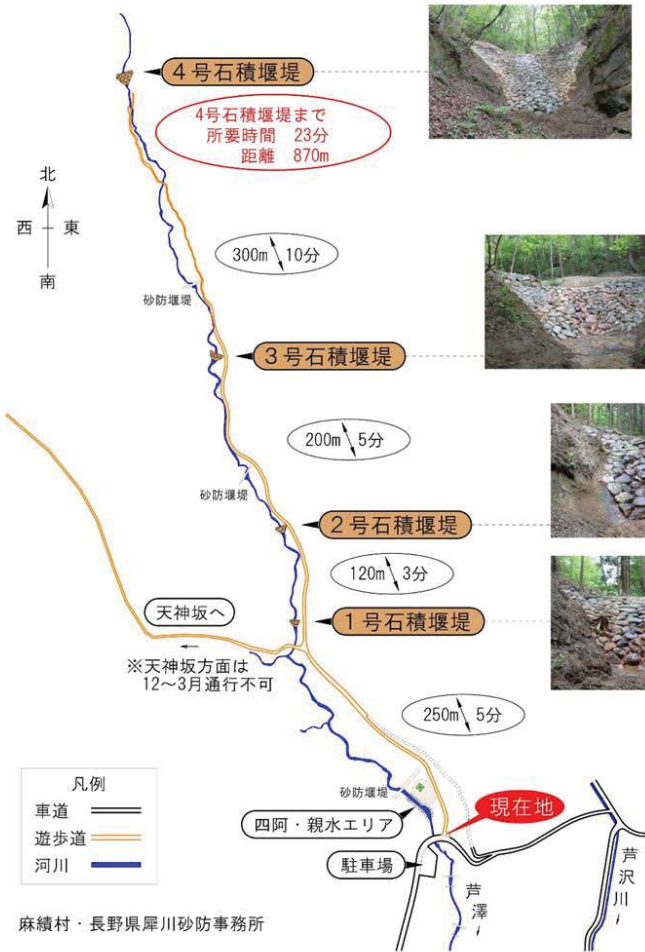 4号石積堰堤
4号石積堰堤まで
所要時間 23分
距離 870m
北
西 東
南
300m 10分
砂防堰堤
3号石積堰堤
200m 5分
砂防堰堤
2号石積堰堤
120m 3分
天神坂へ
1号石積堰堤
※天神坂方面は
12～3月通行不可
250m 5分
凡例
車道
遊歩道
河川
砂防堰堤
現在地
四阿・親水エリア
駐車場
芦澤
芦沢川
麻績村・長野県犀川砂防事務所